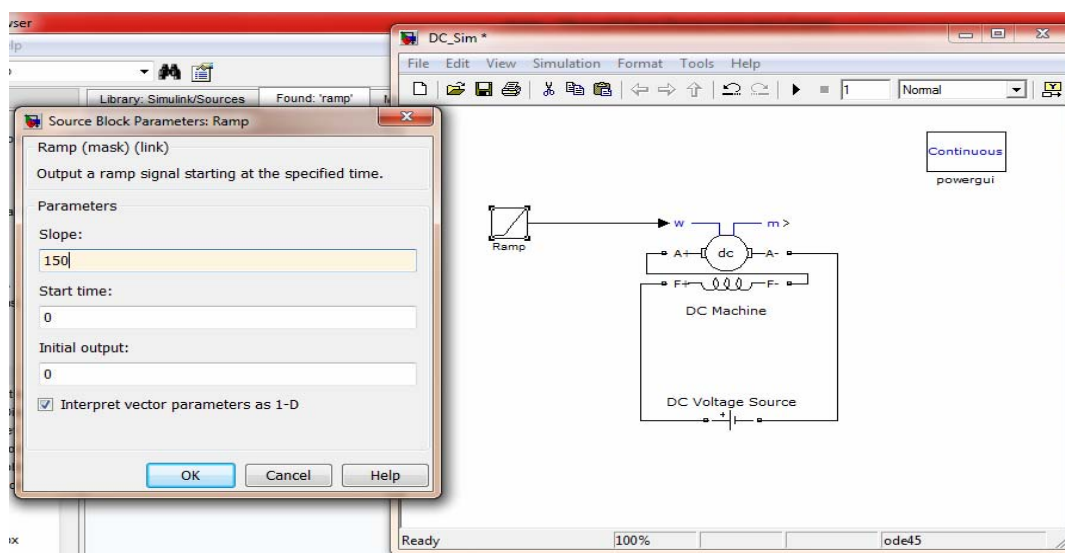 DC_Sim *
File Edit View Simulation Format Tools Help
1
Normal
Library: Simulink/Sources
Found: 'ramp'
Source Block Parameters: Ramp
Ramp (mask) (link)
Output a ramp signal starting at the specified time.
Parameters
Slope:
150
Start time:
0
Initial output:
0
Interpret vector parameters as 1-D
OK
Cancel
Help
Continuous
powergui
Ramp
w
m >
A+
dc
A-
F+
F-
DC Machine
DC Voltage Source
+
Ready
100%
ode45